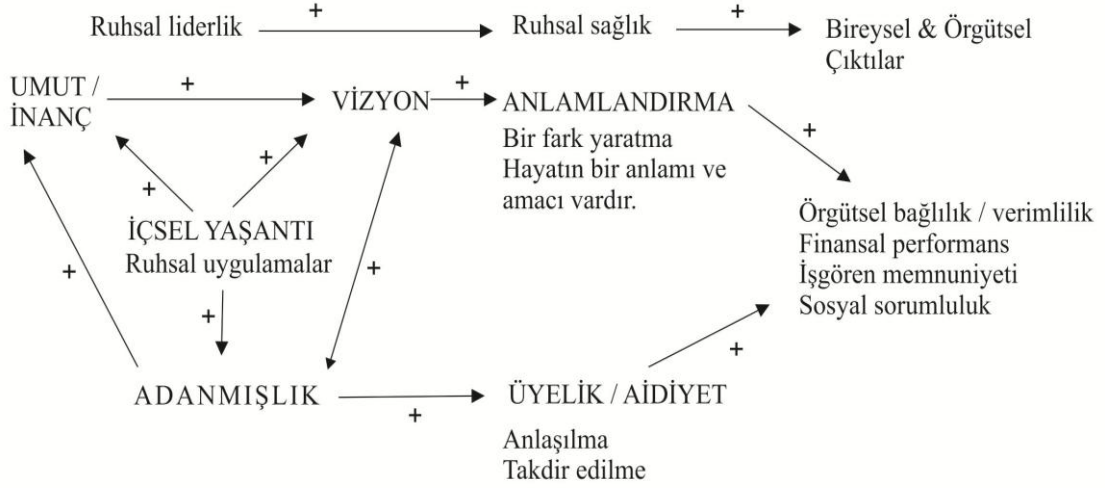 +
Ruhsal liderlik
Ruhsal sağlık
+
Bireysel & Örgütsel
Çıktılar
UMUT /
İNANÇ
+
VİZYON
+
ANLAMLANDIRMA
Bir fark yaratma
Hayatın bir anlamı ve
amacı vardır.
+
+
+
İÇSEL YAŞANTI
Ruhsal uygulamalar
+
+
+
Örgütsel bağlılık / verimlilik
Finansal performans
İşgören memnuniyeti
Sosyal sorumluluk
ADANMIŞLIK
+
ÜYELİK / AİDİYET
+
Anlaşılma
Takdir edilme